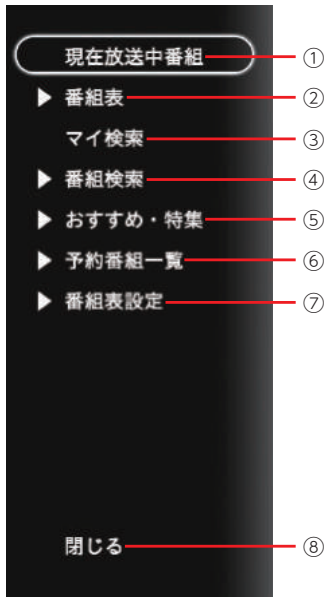 現在放送中番組 ①
▶ 番組表 ②
マイ検索 ③
▶ 番組検索 ④
▶ おすすめ・特集 ⑤
▶ 予約番組一覧 ⑥
▶ 番組表設定 ⑦
閉じる ⑧